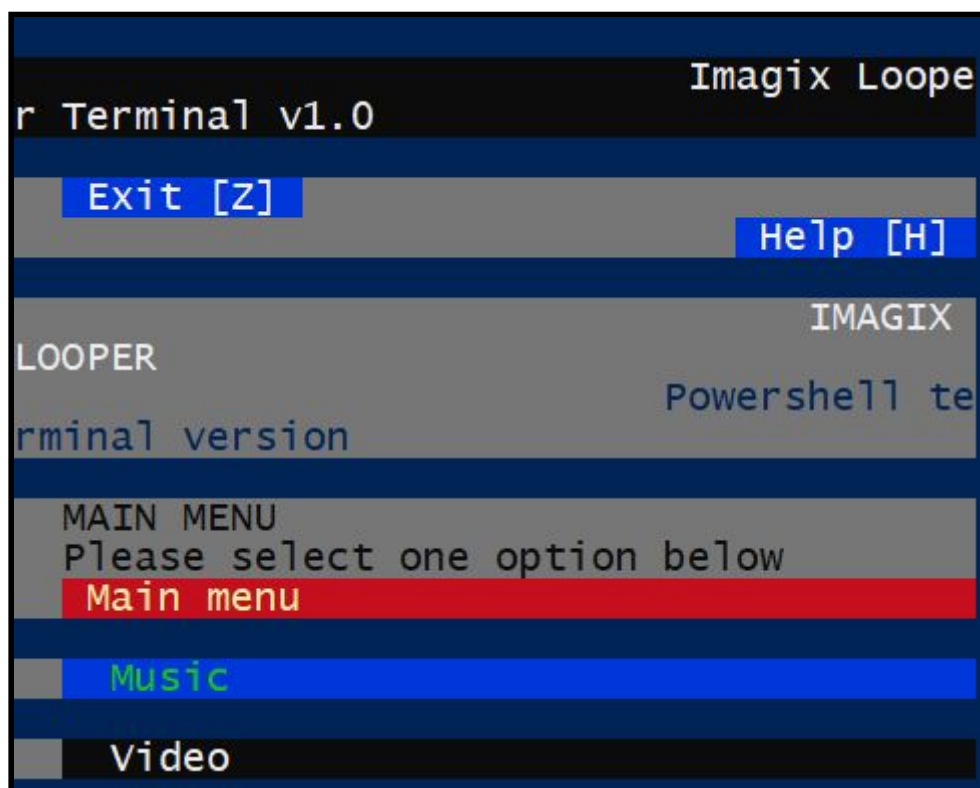 Imagix Loope
r Terminal v1.0
Exit [Z]
Help [H]
IMAGIX
LOOPER
Powershell te
rminal version
MAIN MENU
Please select one option below
Main menu
Music
Video